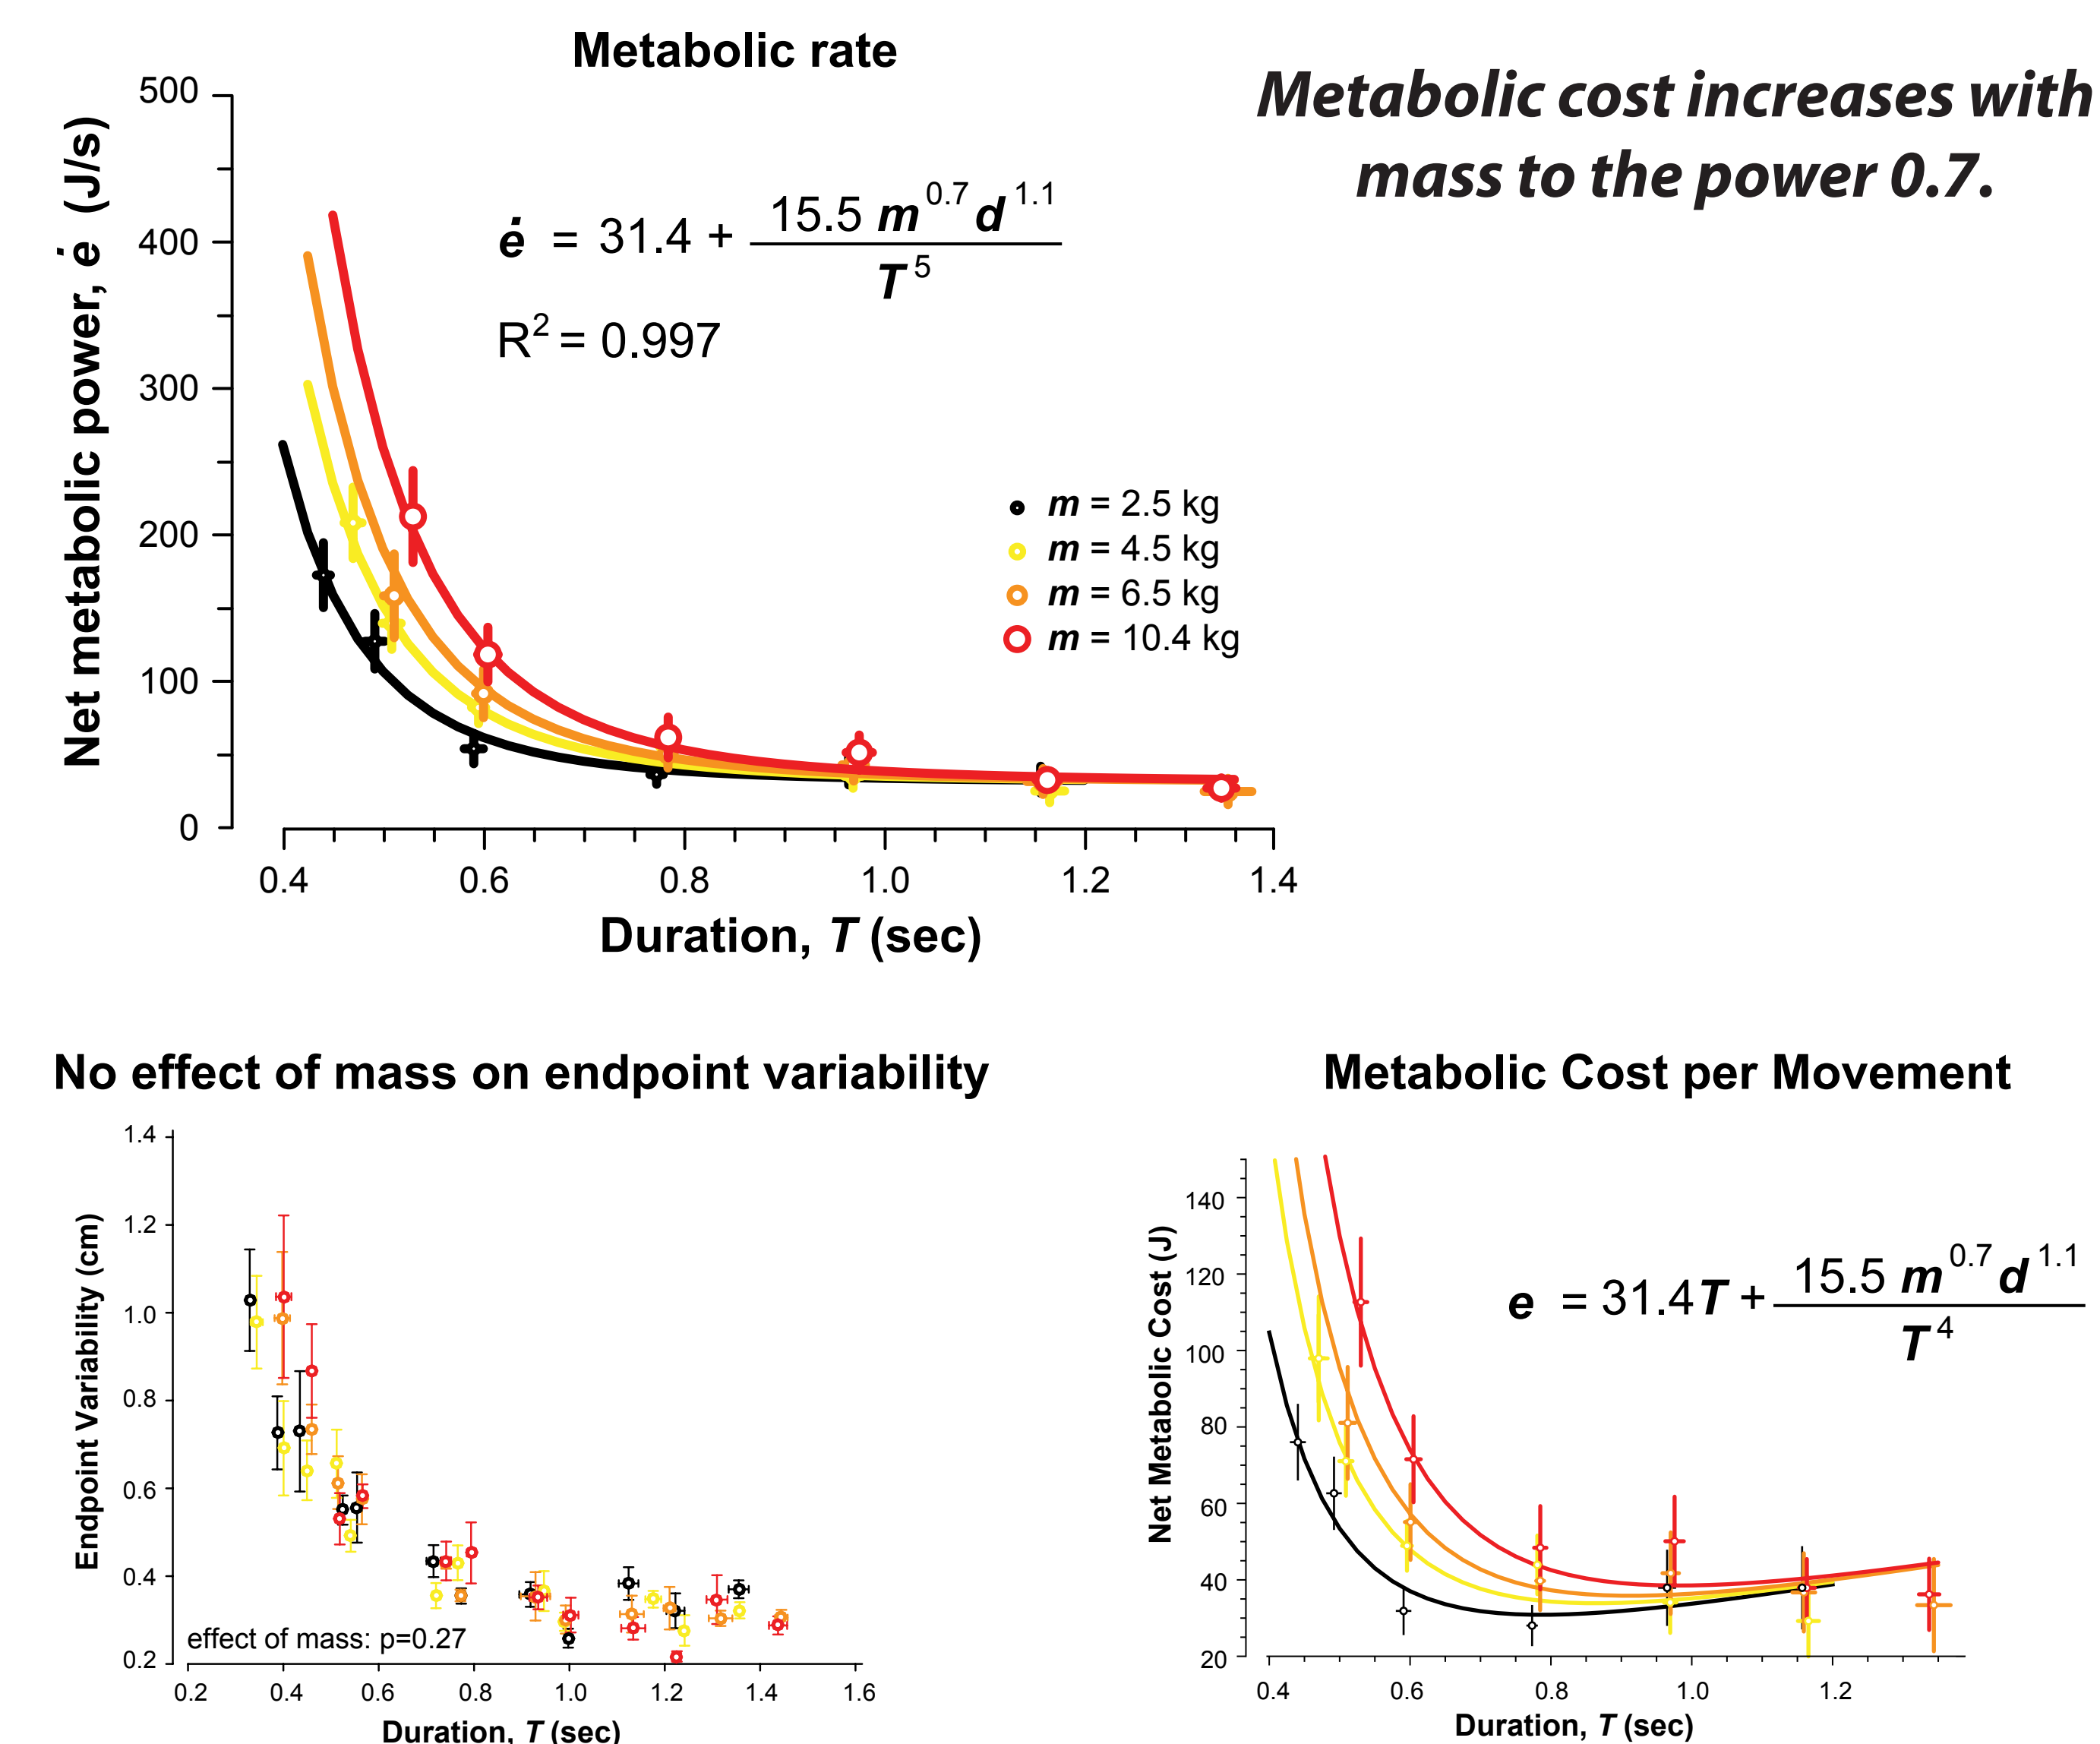 Metabolic rate
Metabolic cost increases with
mass to the power 0.7.
500
400
300
200
100
0
Net metabolic power, ė (J/s)
ė = 31.4 + 15.5 m^0.7 d^1.1 / T^5
R² = 0.997
m = 2.5 kg
m = 4.5 kg
m = 6.5 kg
m = 10.4 kg
0.4 0.6 0.8 1.0 1.2 1.4
Duration, T (sec)
No effect of mass on endpoint variability
1.4
1.2
1.0
0.8
0.6
0.4
0.2
Endpoint Variability (cm)
effect of mass: p=0.27
0.2 0.4 0.6 0.8 1.0 1.2 1.4 1.6
Duration, T (sec)
Metabolic Cost per Movement
140
120
100
80
60
40
20
Net Metabolic Cost (J)
e = 31.4T + 15.5 m^0.7 d^1.1 / T^4
0.4 0.6 0.8 1.0 1.2
Duration, T (sec)